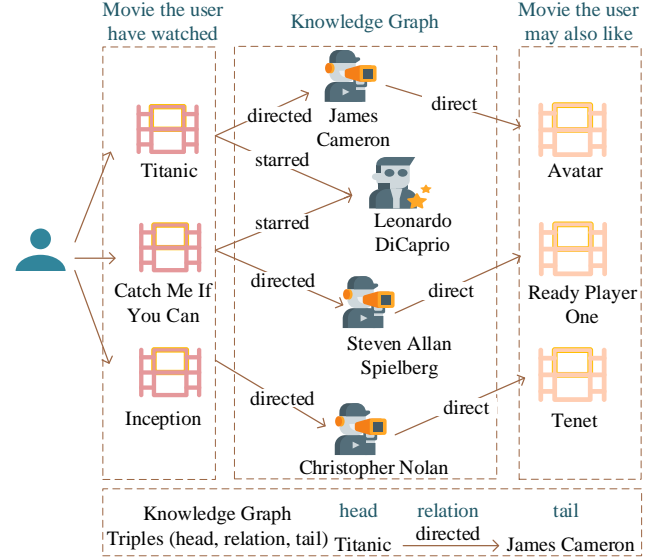 Movie the user
have watched
Knowledge Graph
Movie the user
may also like
directed
James
Cameron
direct
Titanic
starred
Avatar
starred
Leonardo
DiCaprio
Catch Me If
You Can
directed
direct
Ready Player
One
Steven Allan
Spielberg
Inception
directed
direct
Tenet
Christopher Nolan
Knowledge Graph
Triples (head, relation, tail)
head
relation
tail
Titanic
directed
James Cameron